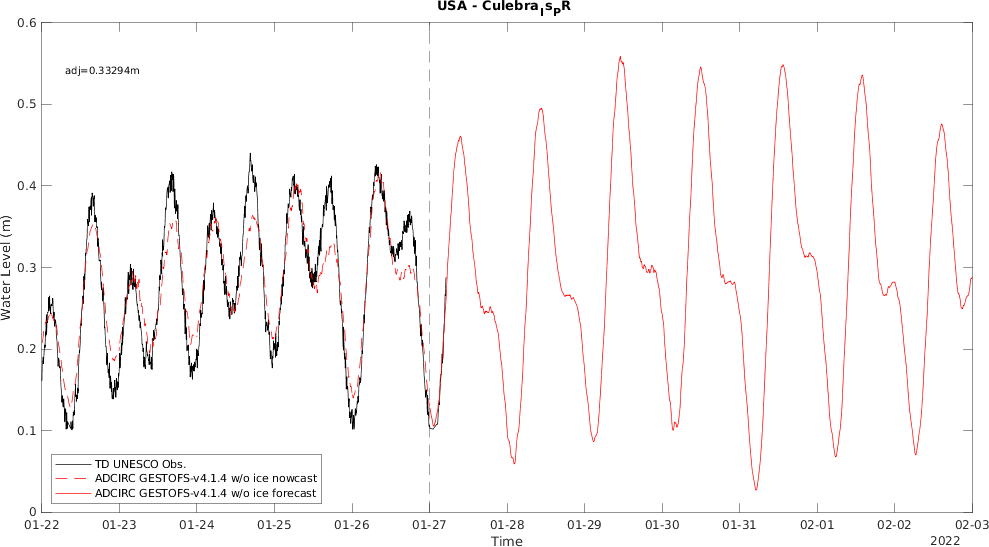 USA - Culebra_Is_PR
0.6
adj=0.33294m
0.5
0.4
0.3
0.2
0.1
0
Water Level (m)
TD UNESCO Obs.
ADCIRC GESTOFS-v4.1.4 w/o ice nowcast
ADCIRC GESTOFS-v4.1.4 w/o ice forecast
01-22 01-23 01-24 01-25 01-26 01-27 01-28 01-29 01-30 01-31 02-01 02-02 02-03
Time
2022